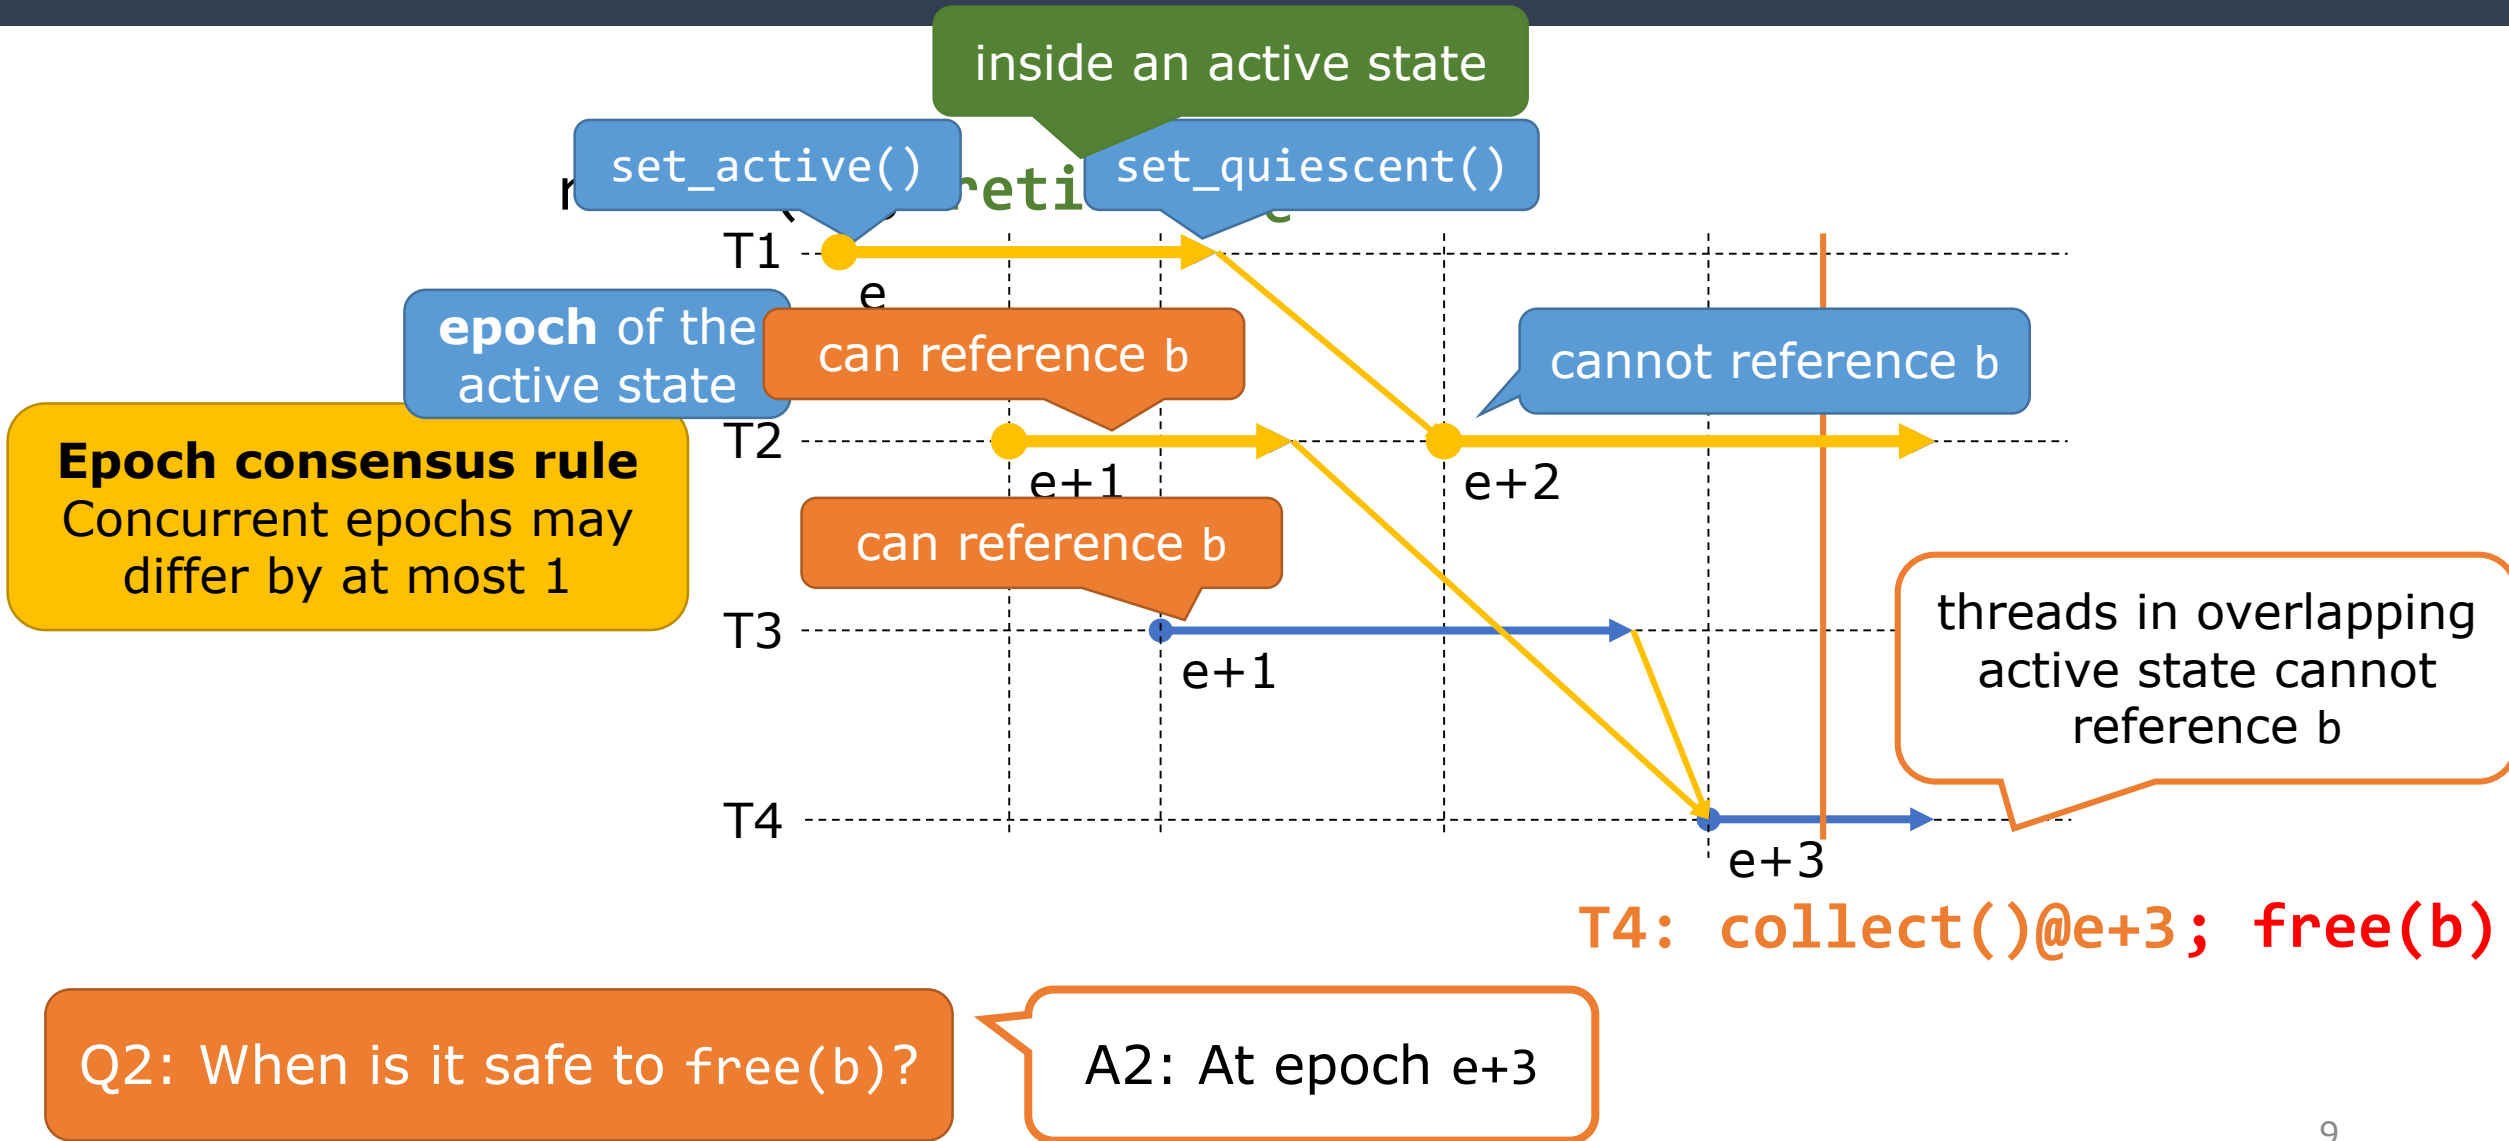 inside an active state
set_active()
set_quiescent()
T1
e
epoch of the
active state
can reference b
cannot reference b
T2
e+1
e+2
Epoch consensus rule
Concurrent epochs may
differ by at most 1
can reference b
T3
e+1
threads in overlapping
active state cannot
reference b
T4
e+3
T4: collect()@e+3; free(b)
Q2: When is it safe to free(b)?
A2: At epoch e+3
9